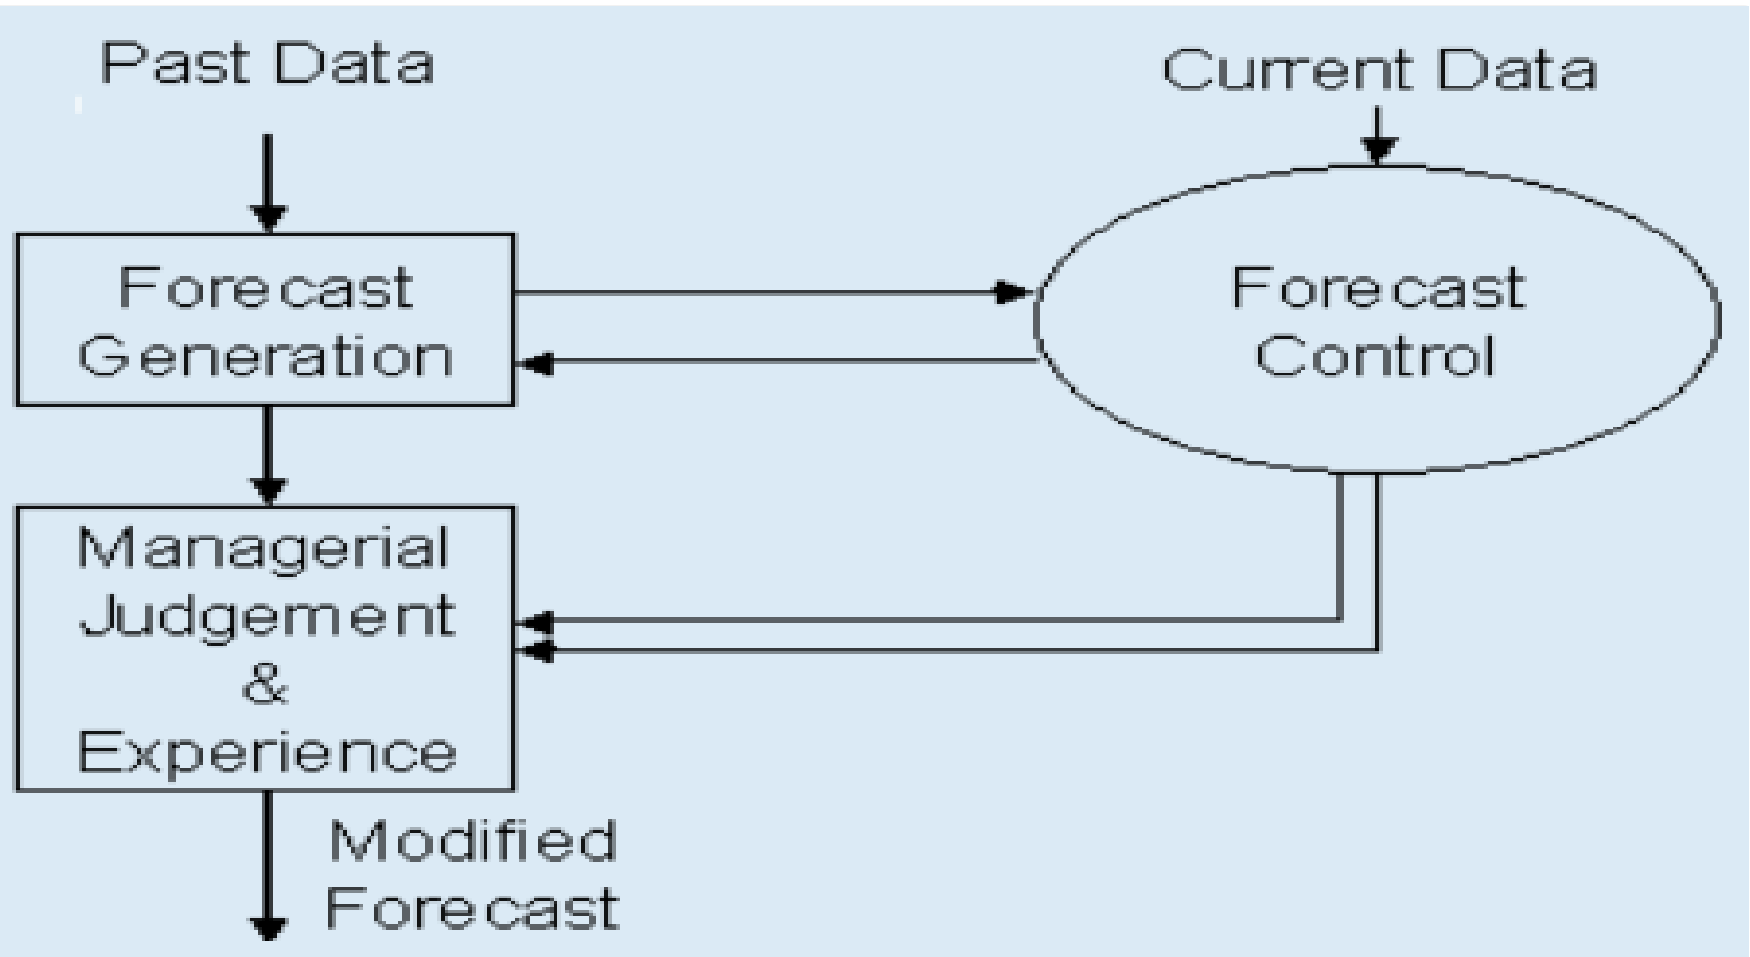 Past Data
Current Data
Forecast
Generation
Forecast
Control
Managerial
Judgement
&
Experience
Modified
Forecast